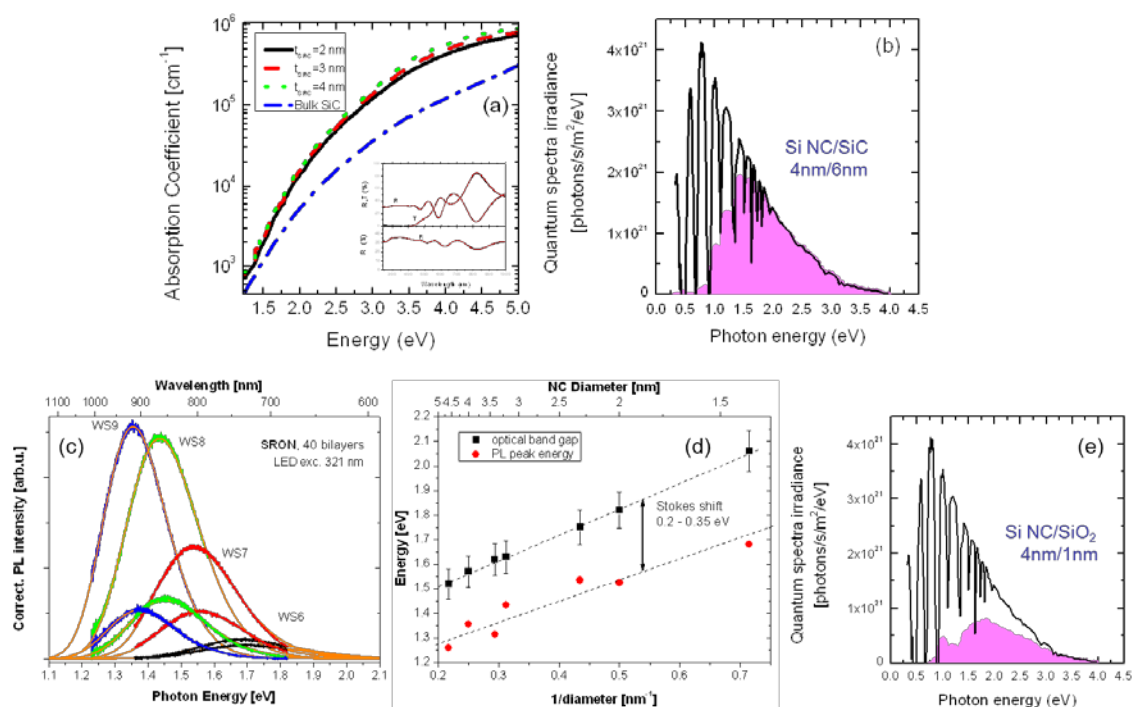 Absorption Coefficient [cm⁻¹]
10⁶
10⁵
10⁴
10³
t_SiC=2 nm
t_SiC=3 nm
t_SiC=4 nm
Bulk SiC
(a)
R,T (%)
R
T
R (%)
1.5 2.0 2.5 3.0 3.5 4.0 4.5 5.0
Energy (eV)
Quantum spectra irradiance
[photons/s/m²/eV]
4x10²¹
3x10²¹
2x10²¹
1x10²¹
0
(b)
Si NC/SiC
4nm/6nm
0.0 0.5 1.0 1.5 2.0 2.5 3.0 3.5 4.0 4.5
Photon energy (eV)
Wavelength [nm]
1100 1000 900 800 700 600
Correct. PL intensity [arb.u.]
(c)
WS9
WS8
WS7
WS6
SRON, 40 bilayers
LED exc. 321 nm
1.1 1.2 1.3 1.4 1.5 1.6 1.7 1.8 1.9 2.0 2.1
Photon Energy [eV]
NC Diameter [nm]
54.5 4 3.5 3 2 1.5
Energy [eV]
2.2
2.1
2.0
1.9
1.8
1.7
1.6
1.5
1.4
1.3
1.2
optical band gap
PL peak energy
(d)
Stokes shift
0.2 - 0.35 eV
0.2 0.3 0.4 0.5 0.6 0.7
1/diameter [nm⁻¹]
Quantum spectra irradiance
[photons/s/m²/eV]
4x10²¹
3x10²¹
2x10²¹
1x10²¹
0
(e)
Si NC/SiO₂
4nm/1nm
0.0 0.5 1.0 1.5 2.0 2.5 3.0 3.5 4.0 4.5
Photon energy (eV)